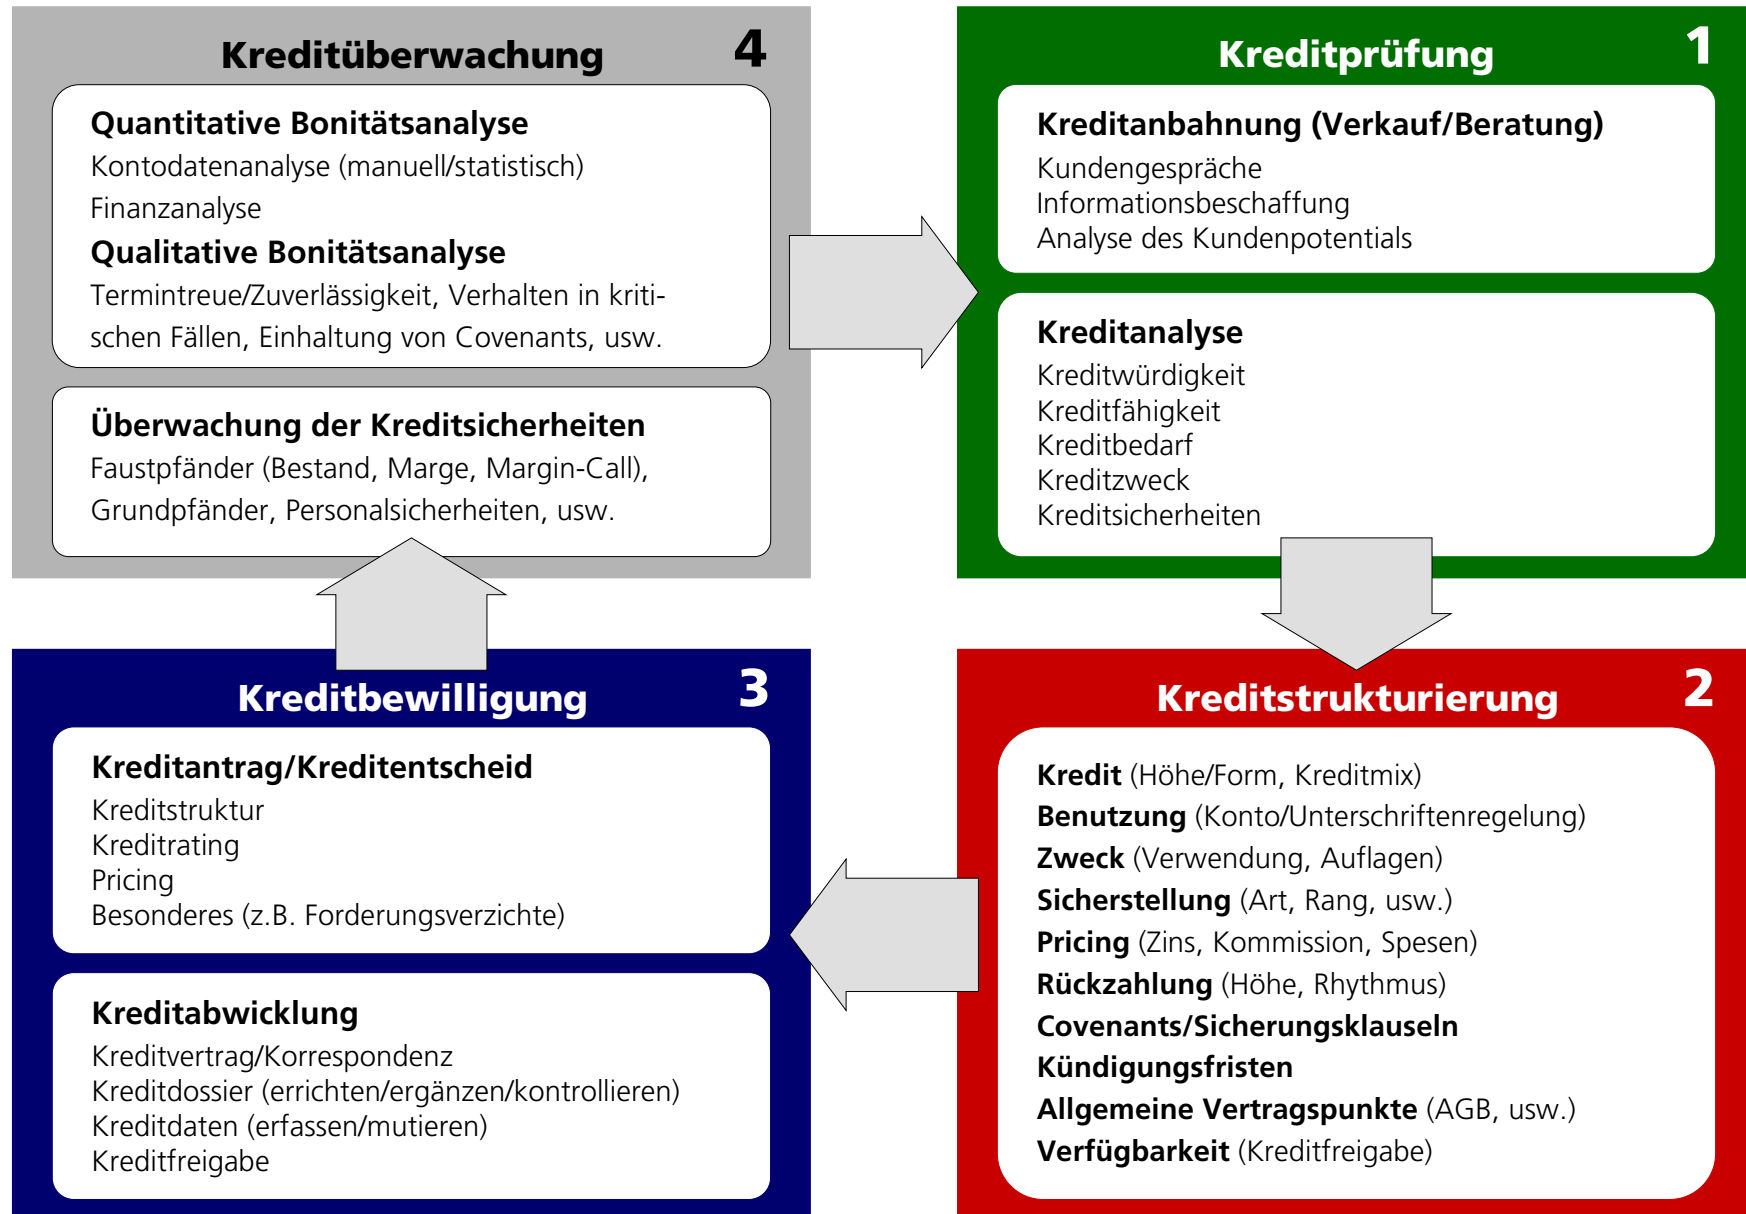 Kreditüberwachung 4
Quantitative Bonitätsanalyse
Kontodatenanalyse (manuell/statistisch)
Finanzanalyse
Qualitative Bonitätsanalyse
Termintreue/Zuverlässigkeit, Verhalten in kriti-
schen Fällen, Einhaltung von Covenants, usw.
Überwachung der Kreditsicherheiten
Faustpfänder (Bestand, Marge, Margin-Call),
Grundpfänder, Personalsicherheiten, usw.
Kreditprüfung 1
Kreditanbahnung (Verkauf/Beratung)
Kundengespräche
Informationsbeschaffung
Analyse des Kundenpotentials
Kreditanalyse
Kreditwürdigkeit
Kreditfähigkeit
Kreditbedarf
Kreditzweck
Kreditsicherheiten
Kreditbewilligung 3
Kreditantrag/Kreditentscheid
Kreditstruktur
Kreditrating
Pricing
Besonderes (z.B. Forderungsverzichte)
Kreditabwicklung
Kreditvertrag/Korrespondenz
Kreditdossier (errichten/ergänzen/kontrollieren)
Kreditdaten (erfassen/mutieren)
Kreditfreigabe
Kreditstrukturierung 2
Kredit (Höhe/Form, Kreditmix)
Benutzung (Konto/Unterschriftenregelung)
Zweck (Verwendung, Auflagen)
Sicherstellung (Art, Rang, usw.)
Pricing (Zins, Kommission, Spesen)
Rückzahlung (Höhe, Rhythmus)
Covenants/Sicherungsklauseln
Kündigungsfristen
Allgemeine Vertragspunkte (AGB, usw.)
Verfügbarkeit (Kreditfreigabe)